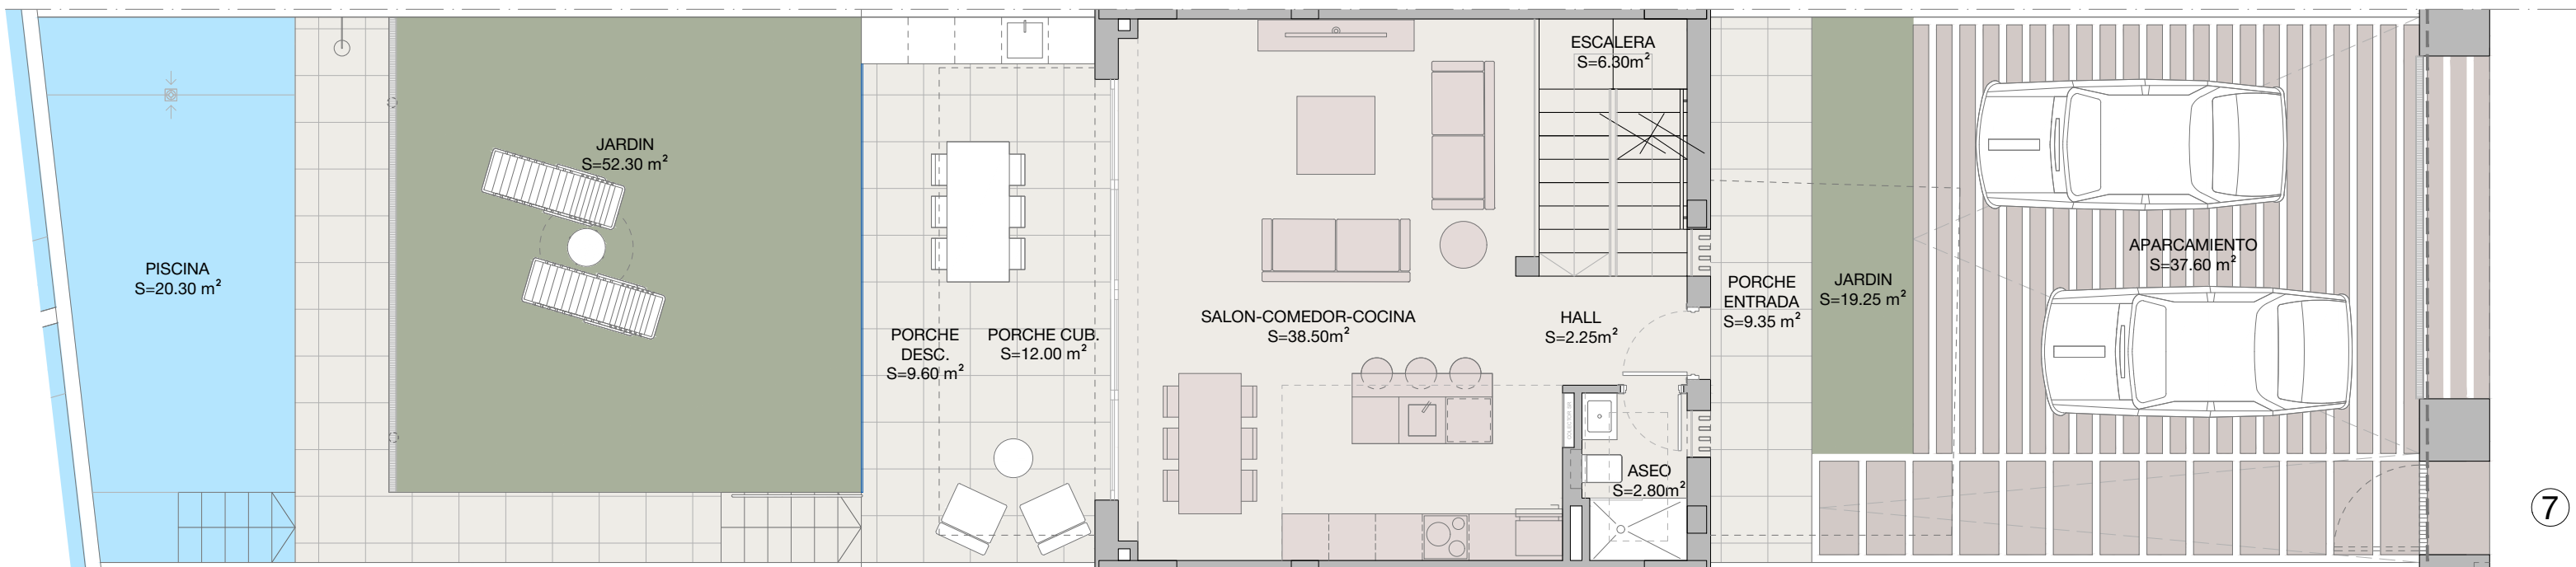 ESCALERA
S=6.30m²
JARDIN
S=52.30 m²
PISCINA
S=20.30 m²
PORCHE
DESC.
S=9.60 m²
PORCHE CUB.
S=12.00 m²
SALON-COMEDOR-COCINA
S=38.50m²
HALL
S=2.25m²
PORCHE
ENTRADA
S=9.35 m²
JARDIN
S=19.25 m²
APARCAMIENTO
S=37.60 m²
ASEO
S=2.80m²
7